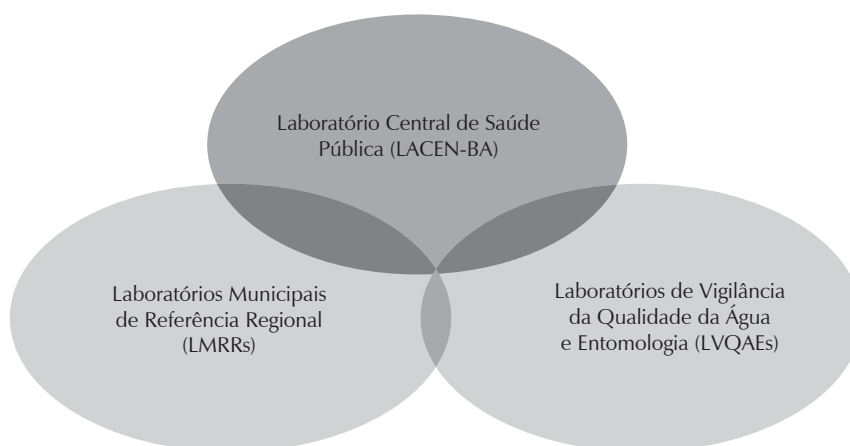 Laboratório Central de Saúde
Pública (LACEN-BA)
Laboratórios Municipais
de Referência Regional
(LMRRs)
Laboratórios de Vigilância
da Qualidade da Água
e Entomologia (LVQAEs)